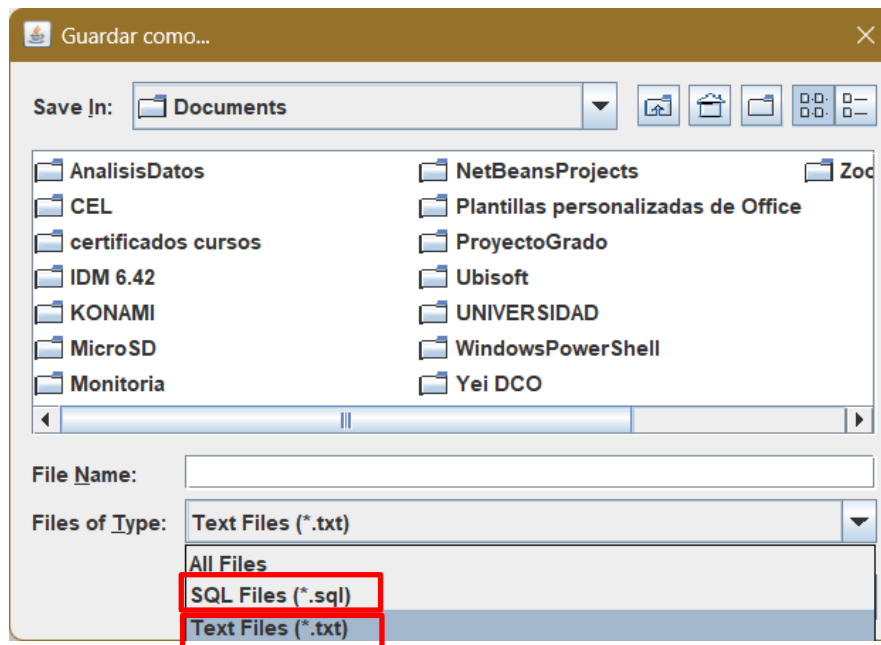 Guardar como...
Save In: Documents
AnalisisDatos NetBeansProjects Zoo
CEL Plantillas personalizadas de Office
certificados cursos ProyectoGrado
IDM 6.42 Ubisoft
KONAMI UNIVERSIDAD
MicroSD WindowsPowerShell
Monitoria Yei DCO
File Name:
Files of Type: Text Files (*.txt)
All Files
SQL Files (*.sql)
Text Files (*.txt)